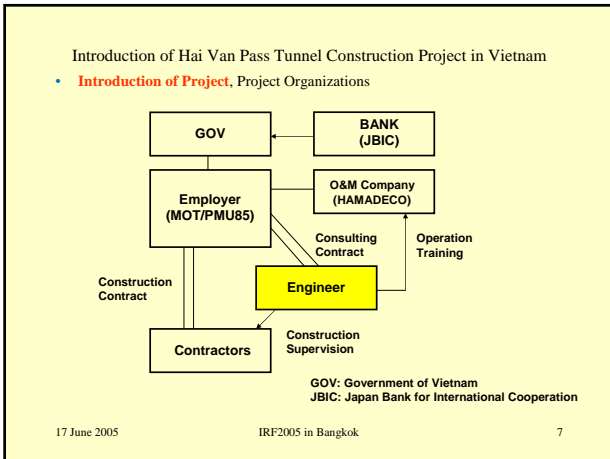 Introduction of Hai Van Pass Tunnel Construction Project in Vietnam
• Introduction of Project, Project Organizations
GOV
BANK
(JBIC)
Employer
(MOT/PMU85)
O&M Company
(HAMADECO)
Consulting
Contract
Operation
Training
Construction
Contract
Engineer
Contractors
Construction
Supervision
GOV: Government of Vietnam
JBIC: Japan Bank for International Cooperation
17 June 2005 IRF2005 in Bangkok 7